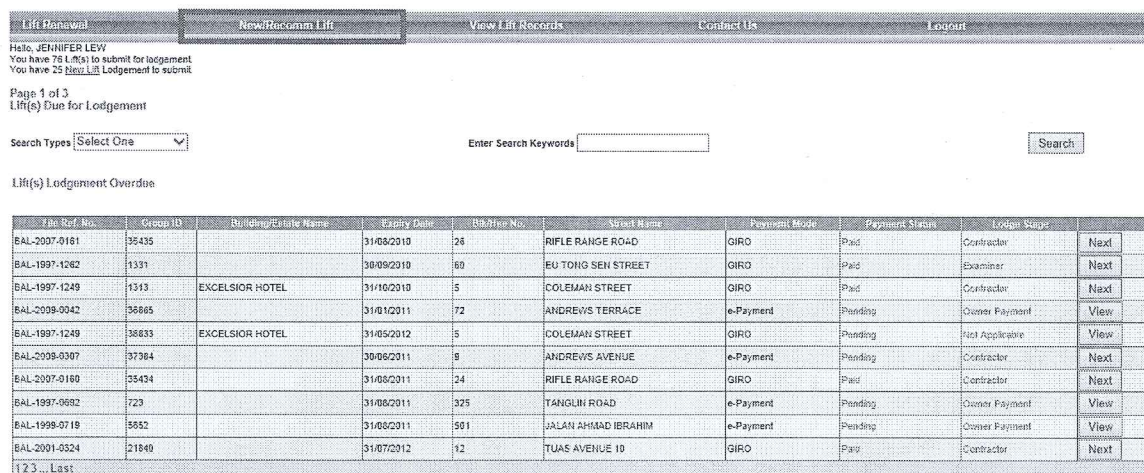 Lift Renewal New/Recomm Lift View Lift Records Contact Us Logout
Hello, JENNIFER LEW
You have 76 Lift(s) to submit for lodgement
You have 25 New Lift Lodgement to submit
Page 1 of 3
Lift(s) Due for Lodgement
Search Types Select One Enter Search Keywords Search
Lift(s) Lodgement Overdue
File Ref. No. Group ID Building/Estate Name Expiry Date Blk/Hse No. Street Name Payment Mode Payment Status Lodge Stage
BAL-2007-0161 35435 31/08/2010 26 RIFLE RANGE ROAD GIRO Paid Contractor Next
BAL-1997-1262 1331 30/09/2010 60 EU TONG SEN STREET GIRO Paid Examiner Next
BAL-1997-1249 1313 EXCELSIOR HOTEL 31/10/2010 5 COLEMAN STREET GIRO Paid Contractor Next
BAL-2009-0042 36865 31/01/2011 72 ANDREWS TERRACE e-Payment Pending Owner Payment View
BAL-1997-1249 36833 EXCELSIOR HOTEL 31/05/2012 5 COLEMAN STREET GIRO Pending Not Applicable View
BAL-2009-0307 37384 30/06/2011 9 ANDREWS AVENUE e-Payment Pending Contractor Next
BAL-2007-0160 35434 31/08/2011 24 RIFLE RANGE ROAD GIRO Paid Contractor Next
BAL-1997-0692 723 31/08/2011 325 TANGLIN ROAD e-Payment Pending Owner Payment View
BAL-1999-0719 5652 31/08/2011 501 JALAN AHMAD IBRAHIM e-Payment Pending Owner Payment View
BAL-2001-0324 21840 31/07/2012 12 TUAS AVENUE 10 GIRO Paid Contractor Next
1 2 3 ... Last